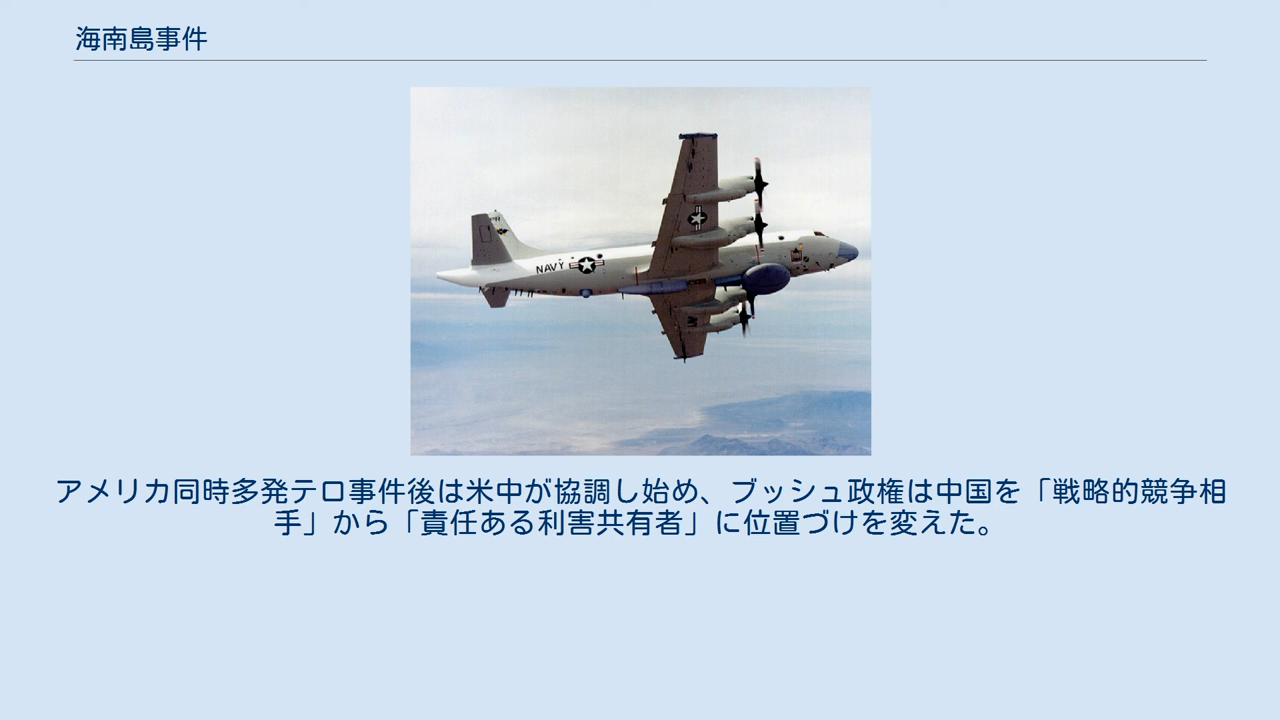 海南島事件
NAVY
アメリカ同時多発テロ事件後は米中が協調し始め、ブッシュ政権は中国を「戦略的競争相
手」から「責任ある利害共有者」に位置づけを変えた。